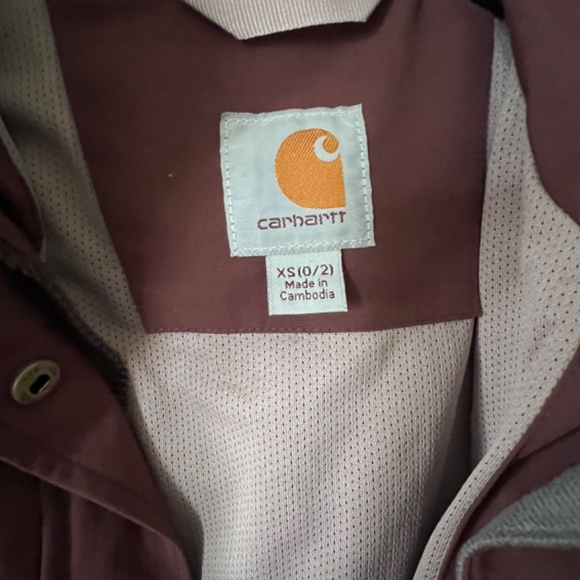 carhartt
XS(0/2)
Made in
Cambodia